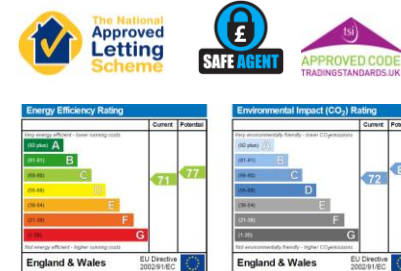 The National
Approved
Letting
Scheme
£
SAFE AGENT
tsi
APPROVED CODE
TRADINGSTANDARDS.UK
Energy Efficiency Rating
Current Potential
Very energy efficient - lower running costs
(92 plus) A
(81-91) B
(69-80) C
(55-68) D
(39-54) E
(21-38) F
(1-20) G
71
77
Not energy efficient - higher running costs
England & Wales
EU Directive
2002/91/EC
Environmental Impact (CO₂) Rating
Current
Very environmentally friendly - lower CO₂ emissions
(92 plus) A
(81-91) B
(69-80) C
(55-68) D
(39-54) E
(21-38) F
(1-20) G
72
Not environmentally friendly - higher CO₂ emissions
England & Wales
EU Directive
2002/91/EC